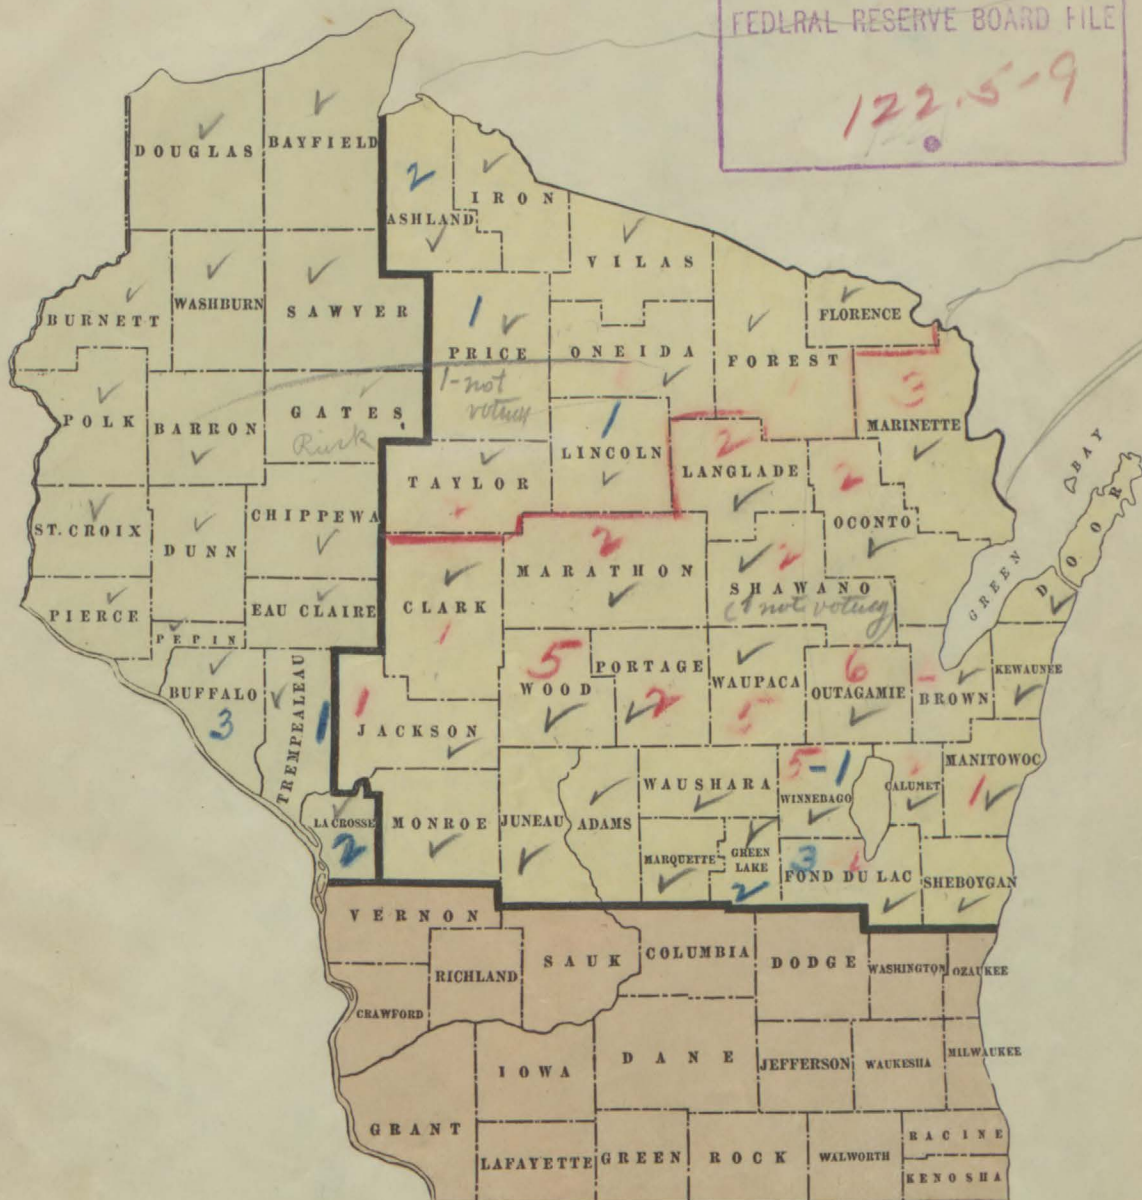 FEDERAL RESERVE BOARD FILE
122.5-9
DOUGLAS
BAYFIELD
2
ASHLAND
IRON
VILAS
BURNETT
WASHBURN
SAWYER
1
PRICE
1-not
voting
ONEIDA
FOREST
FLORENCE
3
MARINETTE
POLK
BARRON
GATES
Rusk
1
LINCOLN
2
LANGLADE
TAYLOR
2
OCONTO
ST. CROIX
DUNN
CHIPPEWA
2
MARATHON
2
SHAWANO
(1 not voting)
GREEN
BAY
DOOR
PIERCE
PEPIN
EAU CLAIRE
CLARK
1
BUFFALO
3
TREMPEALEAU
1
1
JACKSON
5
WOOD
PORTAGE
2
WAUPACA
5
6
OUTAGAMIE
BROWN
KEWAUNEE
LA CROSSE
2
MONROE
JUNEAU
ADAMS
WAUSHARA
5-1
WINNEBAGO
CALUMET
MANITOWOC
1
MARQUETTE
GREEN
LAKE
2
3
FOND DU LAC
SHEBOYGAN
VERNON
RICHLAND
SAUK
COLUMBIA
DODGE
WASHINGTON
OZAUKEE
CRAWFORD
IOWA
DANE
JEFFERSON
WAUKESHA
MILWAUKEE
GRANT
LAFAYETTE
GREEN
ROCK
WALWORTH
RACINE
KENOSHA